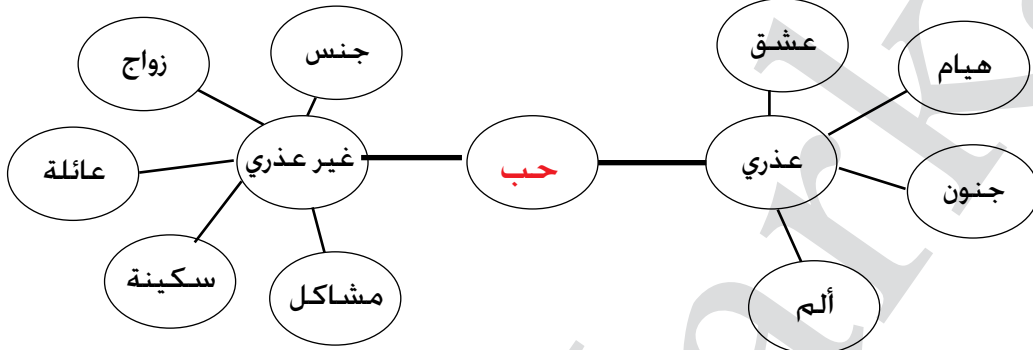 عشق
هيام
جنون
ألم
عذري
حب
غير عذري
جنس
زواج
عائلة
سكينة
مشاكل